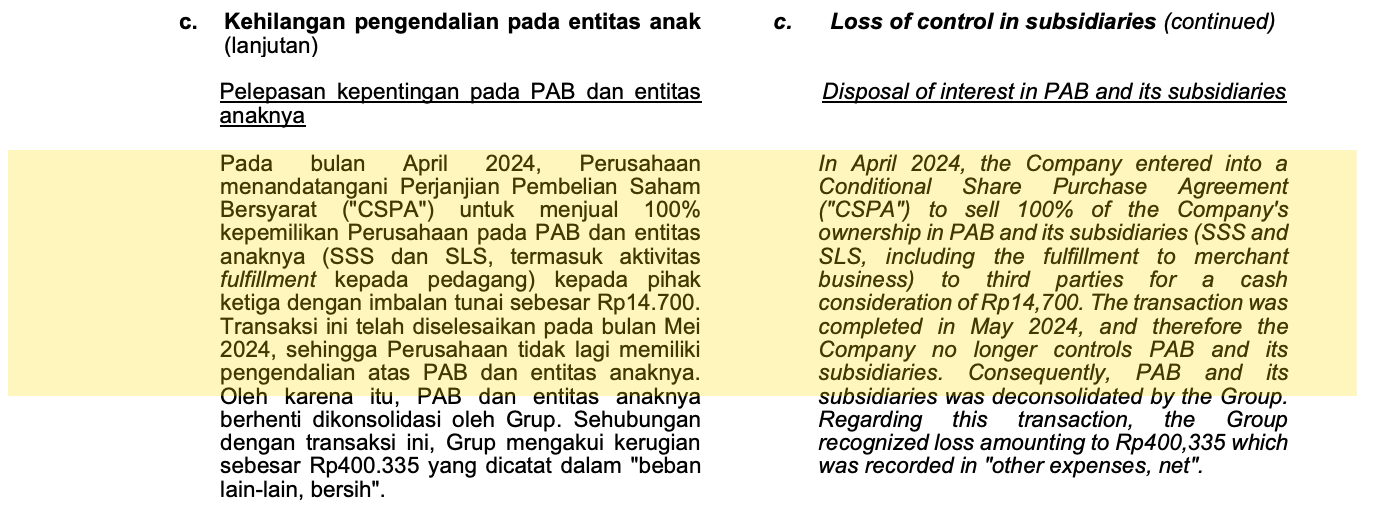 c. Kehilangan pengendalian pada entitas anak
(lanjutan)
Pelepasan kepentingan pada PAB dan entitas
anaknya
Pada bulan April 2024, Perusahaan
menandatangani Perjanjian Pembelian Saham
Bersyarat ("CSPA") untuk menjual 100%
kepemilikan Perusahaan pada PAB dan entitas
anaknya (SSS dan SLS, termasuk aktivitas
fulfillment kepada pedagang) kepada pihak
ketiga dengan imbalan tunai sebesar Rp14.700.
Transaksi ini telah diselesaikan pada bulan Mei
2024, sehingga Perusahaan tidak lagi memiliki
pengendalian atas PAB dan entitas anaknya.
Oleh karena itu, PAB dan entitas anaknya
berhenti dikonsolidasi oleh Grup. Sehubungan
dengan transaksi ini, Grup mengakui kerugian
sebesar Rp400.335 yang dicatat dalam "beban
lain-lain, bersih".
c. Loss of control in subsidiaries (continued)
Disposal of interest in PAB and its subsidiaries
In April 2024, the Company entered into a
Conditional Share Purchase Agreement
("CSPA") to sell 100% of the Company's
ownership in PAB and its subsidiaries (SSS and
SLS, including the fulfillment to merchant
business) to third parties for a cash
consideration of Rp14,700. The transaction was
completed in May 2024, and therefore the
Company no longer controls PAB and its
subsidiaries. Consequently, PAB and its
subsidiaries was deconsolidated by the Group.
Regarding this transaction, the Group
recognized loss amounting to Rp400,335 which
was recorded in "other expenses, net".